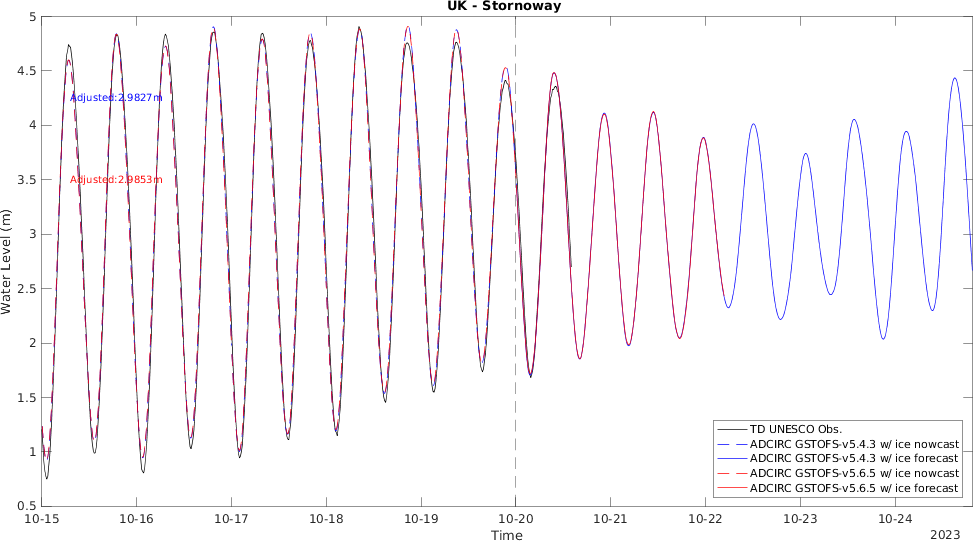 UK - Stornoway
5
4.5
4
3.5
3
2.5
2
1.5
1
0.5
Water Level (m)
Adjusted:2.9827m
Adjusted:2.9853m
TD UNESCO Obs.
ADCIRC GSTOFS-v5.4.3 w/ ice nowcast
ADCIRC GSTOFS-v5.4.3 w/ ice forecast
ADCIRC GSTOFS-v5.6.5 w/ ice nowcast
ADCIRC GSTOFS-v5.6.5 w/ ice forecast
10-15 10-16 10-17 10-18 10-19 10-20 10-21 10-22 10-23 10-24
Time
2023